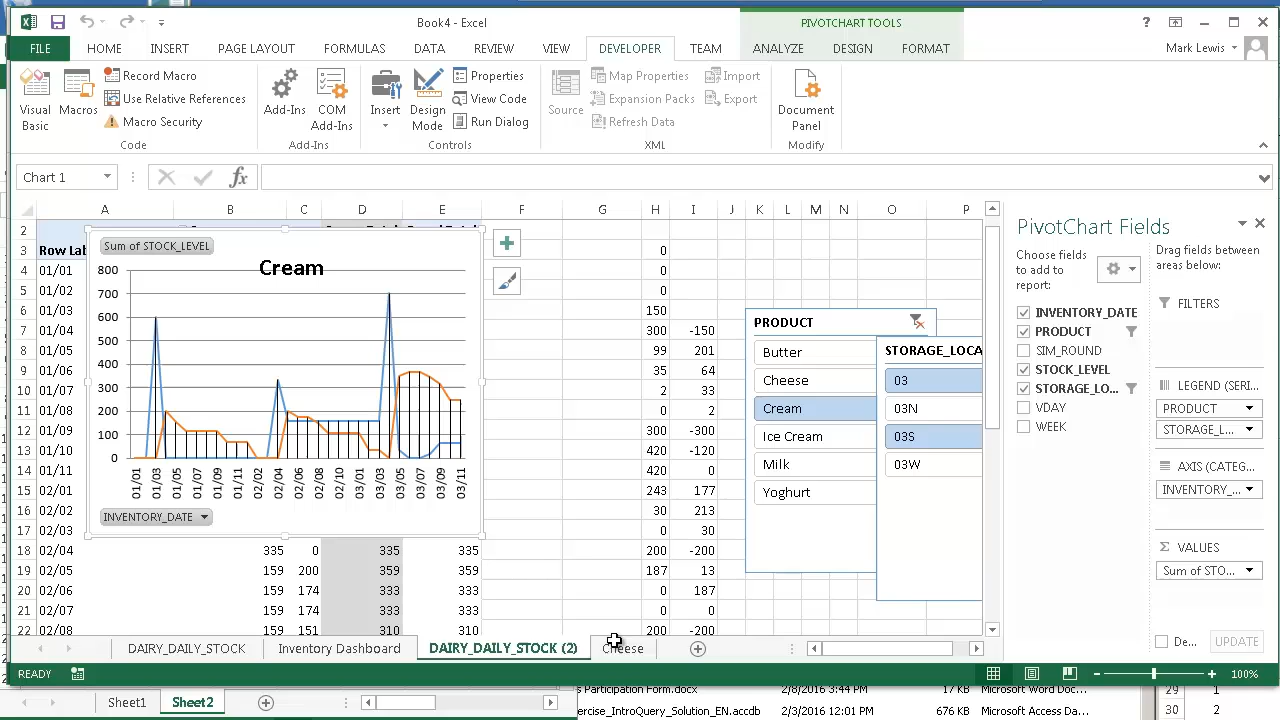 Book4 - Excel
PIVOTCHART TOOLS
?
FILE HOME INSERT PAGE LAYOUT FORMULAS DATA REVIEW VIEW DEVELOPER TEAM ANALYZE DESIGN FORMAT Mark Lewis
Visual Basic
Macros
Record Macro
Use Relative References
Macro Security
Code
Add-Ins
COM Add-Ins
Add-Ins
Insert
Design Mode
Properties
View Code
Run Dialog
Controls
Source
Map Properties
Expansion Packs
Refresh Data
Import
Export
XML
Document Panel
Modify
Chart 1
fx
A B C D E F G H I J K L M N O P
2
3 Row Lab 0
4 01/01 0
5 01/02 0
6 01/03 150
7 01/04 300 -150
8 01/05 99 201
9 01/06 35 64
10 01/07 2 33
11 01/08 0 2
12 01/09 300 -300
13 01/10 420 -120
14 01/11 420 0
15 02/01 243 177
16 02/02 30 213
17 02/03 0 30
18 02/04 335 0 335 335 200 -200
19 02/05 159 200 359 359 187 13
20 02/06 159 174 333 333 0 187
21 02/07 159 174 333 333 0 0
22 02/08 159 151 310 310 200 -200
Sum of STOCK_LEVEL
Cream
800
700
600
500
400
300
200
100
0
01/01 01/03 01/05 01/07 01/09 01/11 02/02 02/04 02/06 02/08 02/10 03/01 03/03 03/05 03/07 03/09 03/11
INVENTORY_DATE
PRODUCT
Butter
Cheese
Cream
Ice Cream
Milk
Yoghurt
STORAGE_LOCA
03
03N
03S
03W
PivotChart Fields
Choose fields to add to report:
INVENTORY_DATE
PRODUCT
SIM_ROUND
STOCK_LEVEL
STORAGE_LO...
VDAY
WEEK
Drag fields between areas below:
FILTERS
LEGEND (SERI...
PRODUCT
STORAGE_L...
AXIS (CATEG...
INVENTORY_...
Σ VALUES
Sum of STO...
De...
UPDATE
DAIRY_DAILY_STOCK Inventory Dashboard DAIRY_DAILY_STOCK (2) Cheese
READY
100%
Sheet1 Sheet2
s Participation Form.docx 2/8/2016 3:44 PM 17 KB Microsoft Word Doc...
ercise_IntroQuery_Solution_EN.accdb 2/3/2016 12:01 PM 676 KB Microsoft Access Da...
29 1
30 2